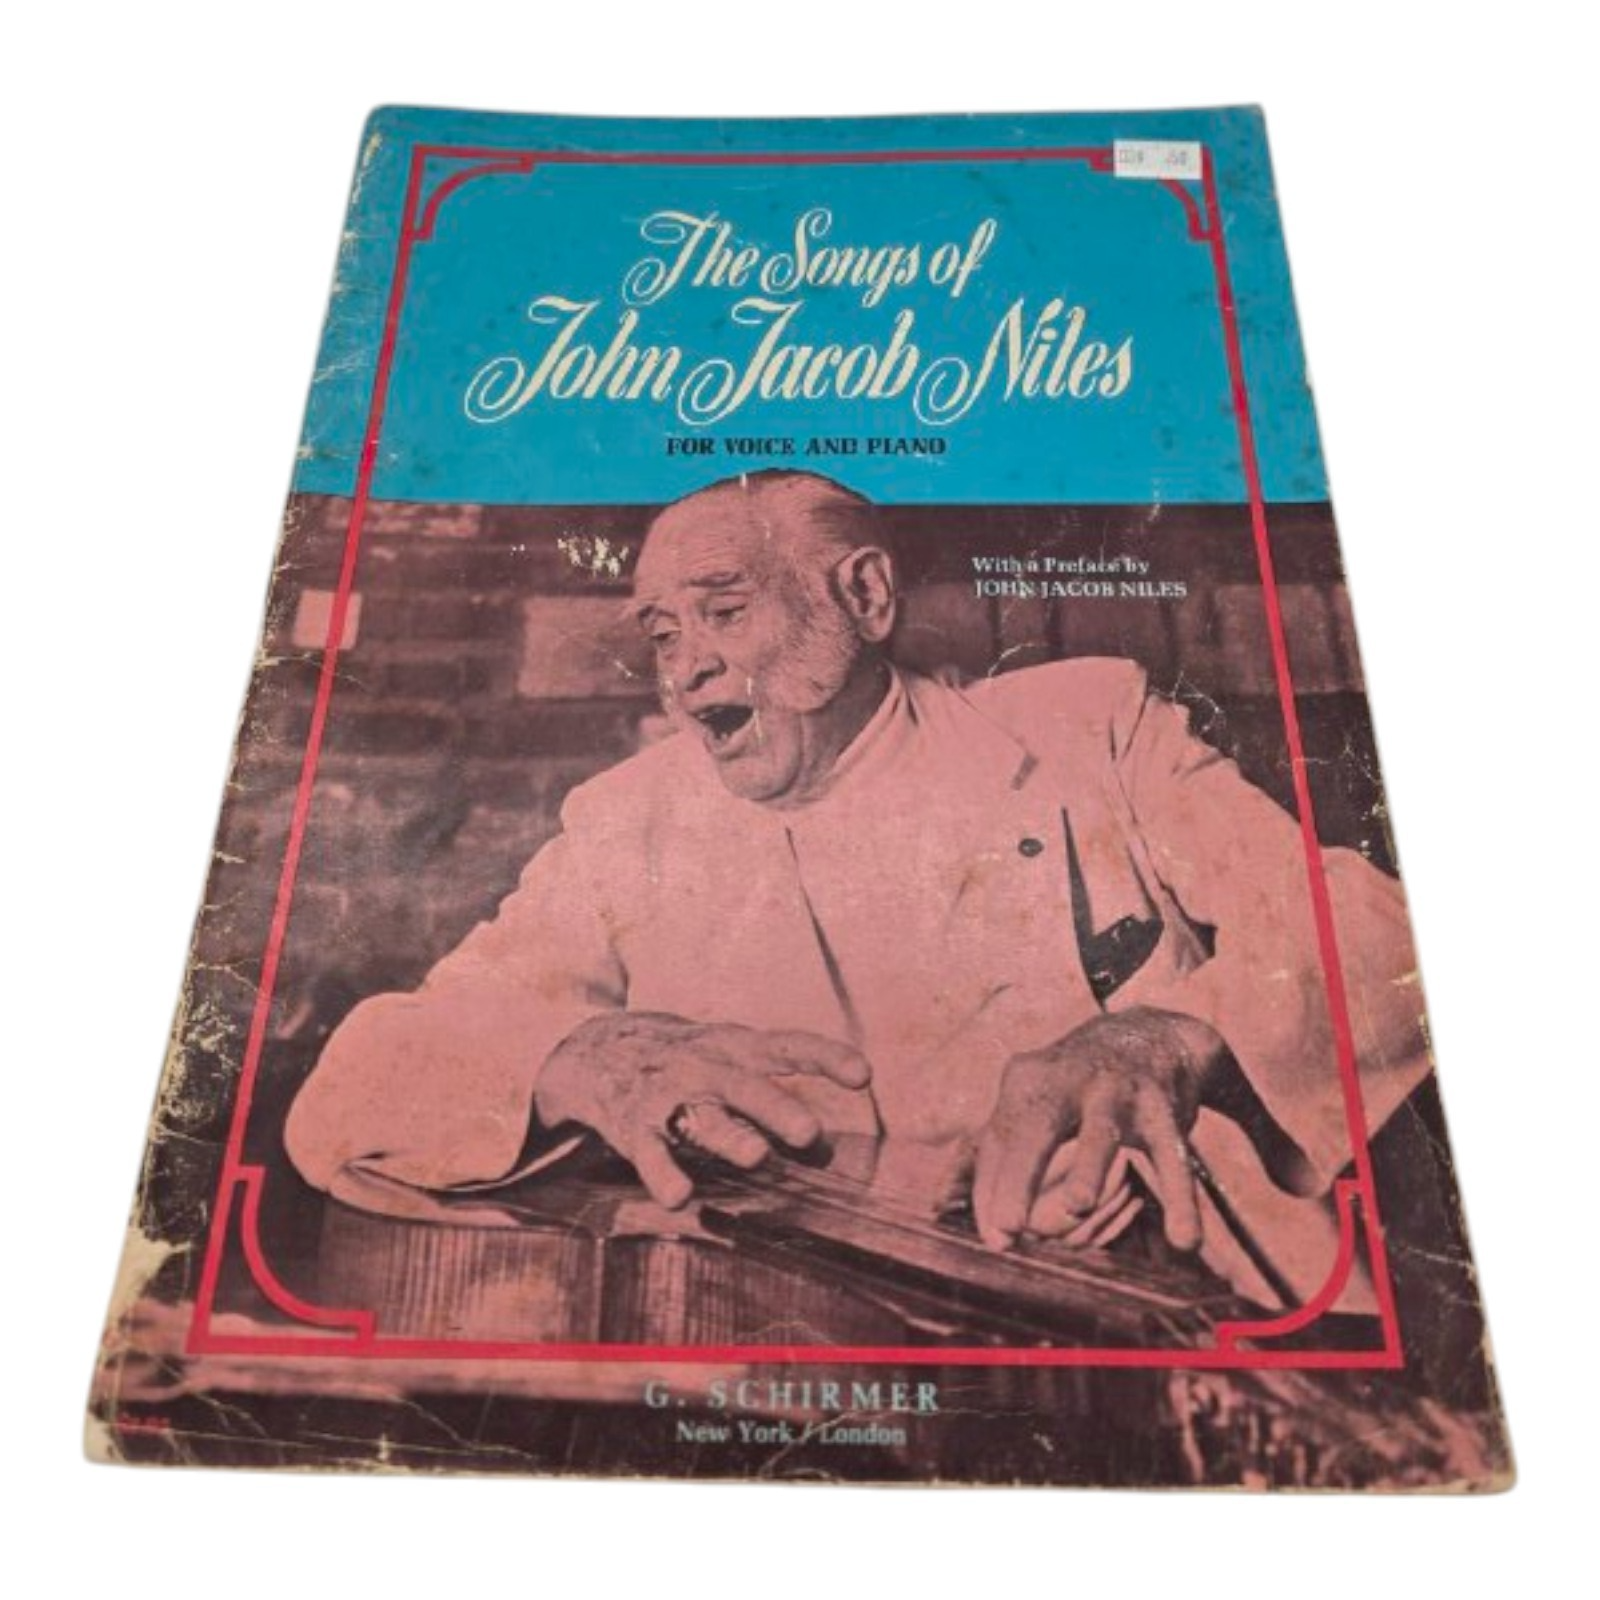 The Songs of
John Jacob Niles
FOR VOICE AND PIANO
With a Preface by
JOHN JACOB NILES
G. SCHIRMER
New York / London